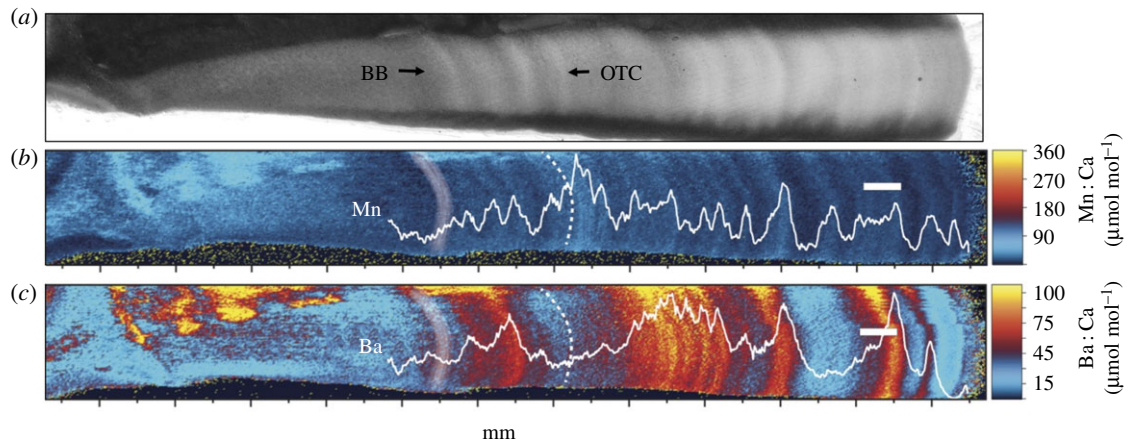 (a)
BB
OTC
(b)
Mn
360
270
180
90
Mn : Ca
(µmol mol⁻¹)
(c)
Ba
100
75
45
15
Ba : Ca
(µmol mol⁻¹)
mm